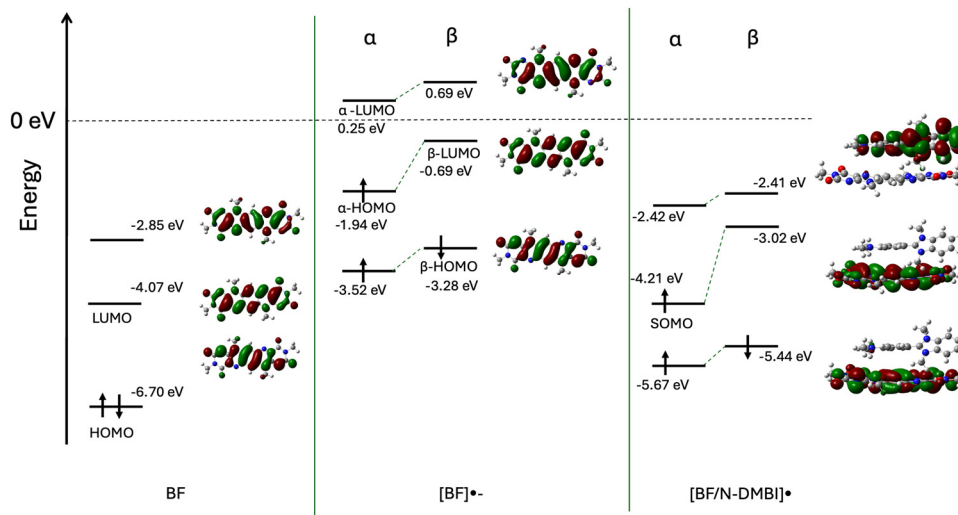 α
β
α
β
0.69 eV
α -LUMO
0.25 eV
0 eV
β-LUMO
-0.69 eV
α-HOMO
-1.94 eV
β-HOMO
-3.28 eV
-3.52 eV
Energy
-2.85 eV
-4.07 eV
LUMO
-6.70 eV
HOMO
-2.41 eV
-2.42 eV
-3.02 eV
-4.21 eV
SOMO
-5.44 eV
-5.67 eV
BF
[BF]•-
[BF/N-DMBI]•